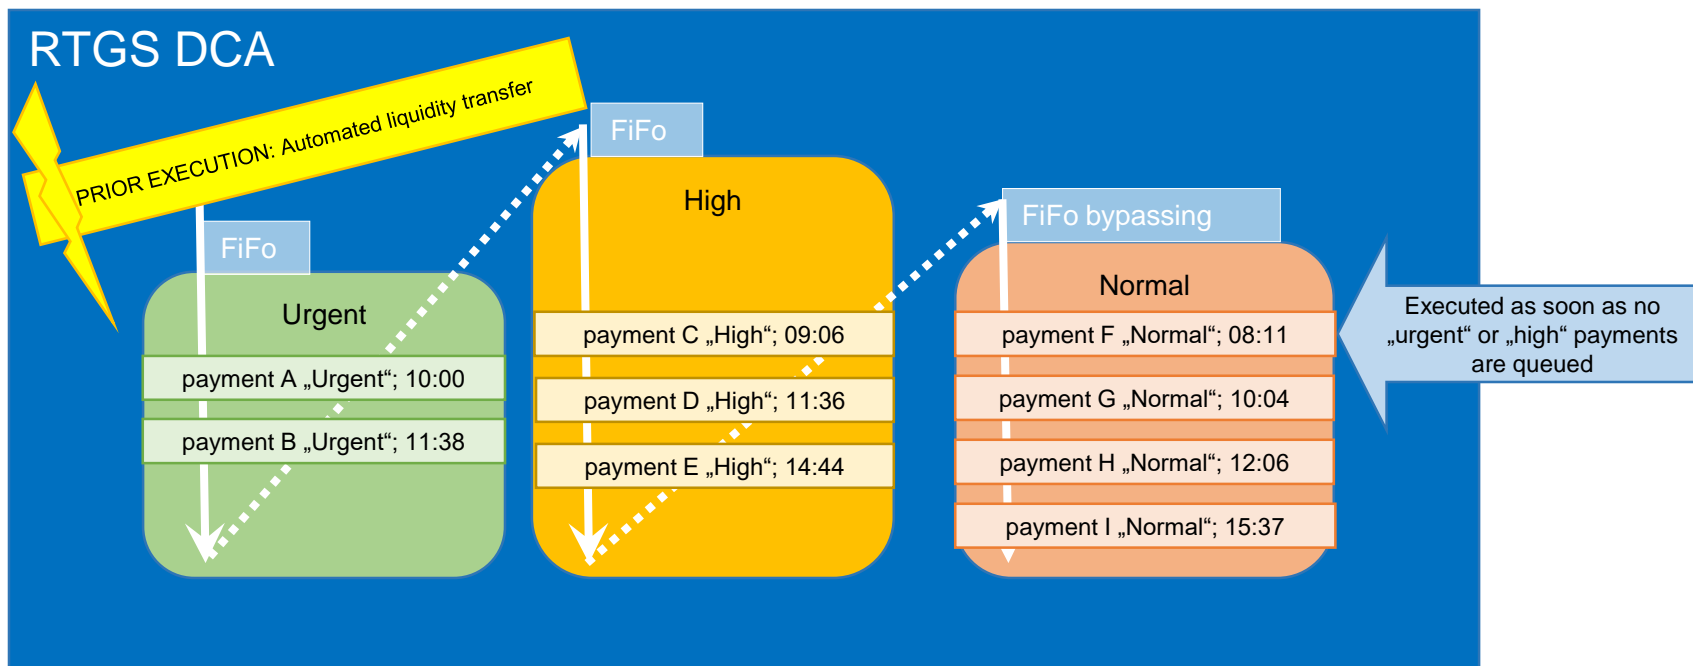 RTGS DCA
PRIOR EXECUTION: Automated liquidity transfer
FiFo
Urgent
payment A „Urgent“; 10:00
payment B „Urgent“; 11:38
FiFo
High
payment C „High“; 09:06
payment D „High“; 11:36
payment E „High“; 14:44
FiFo bypassing
Normal
payment F „Normal“; 08:11
payment G „Normal“; 10:04
payment H „Normal“; 12:06
payment I „Normal“; 15:37
Executed as soon as no
„urgent“ or „high“ payments
are queued